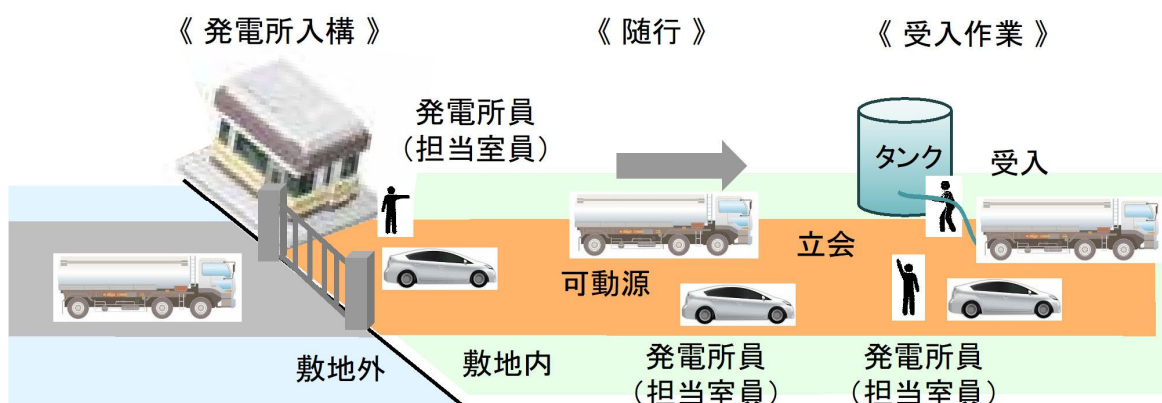 《 発電所入構 》
《 随行 》
《 受入作業 》
発電所員
（担当室員）
タンク
受入
立会
可動源
敷地外
敷地内
発電所員
（担当室員）
発電所員
（担当室員）